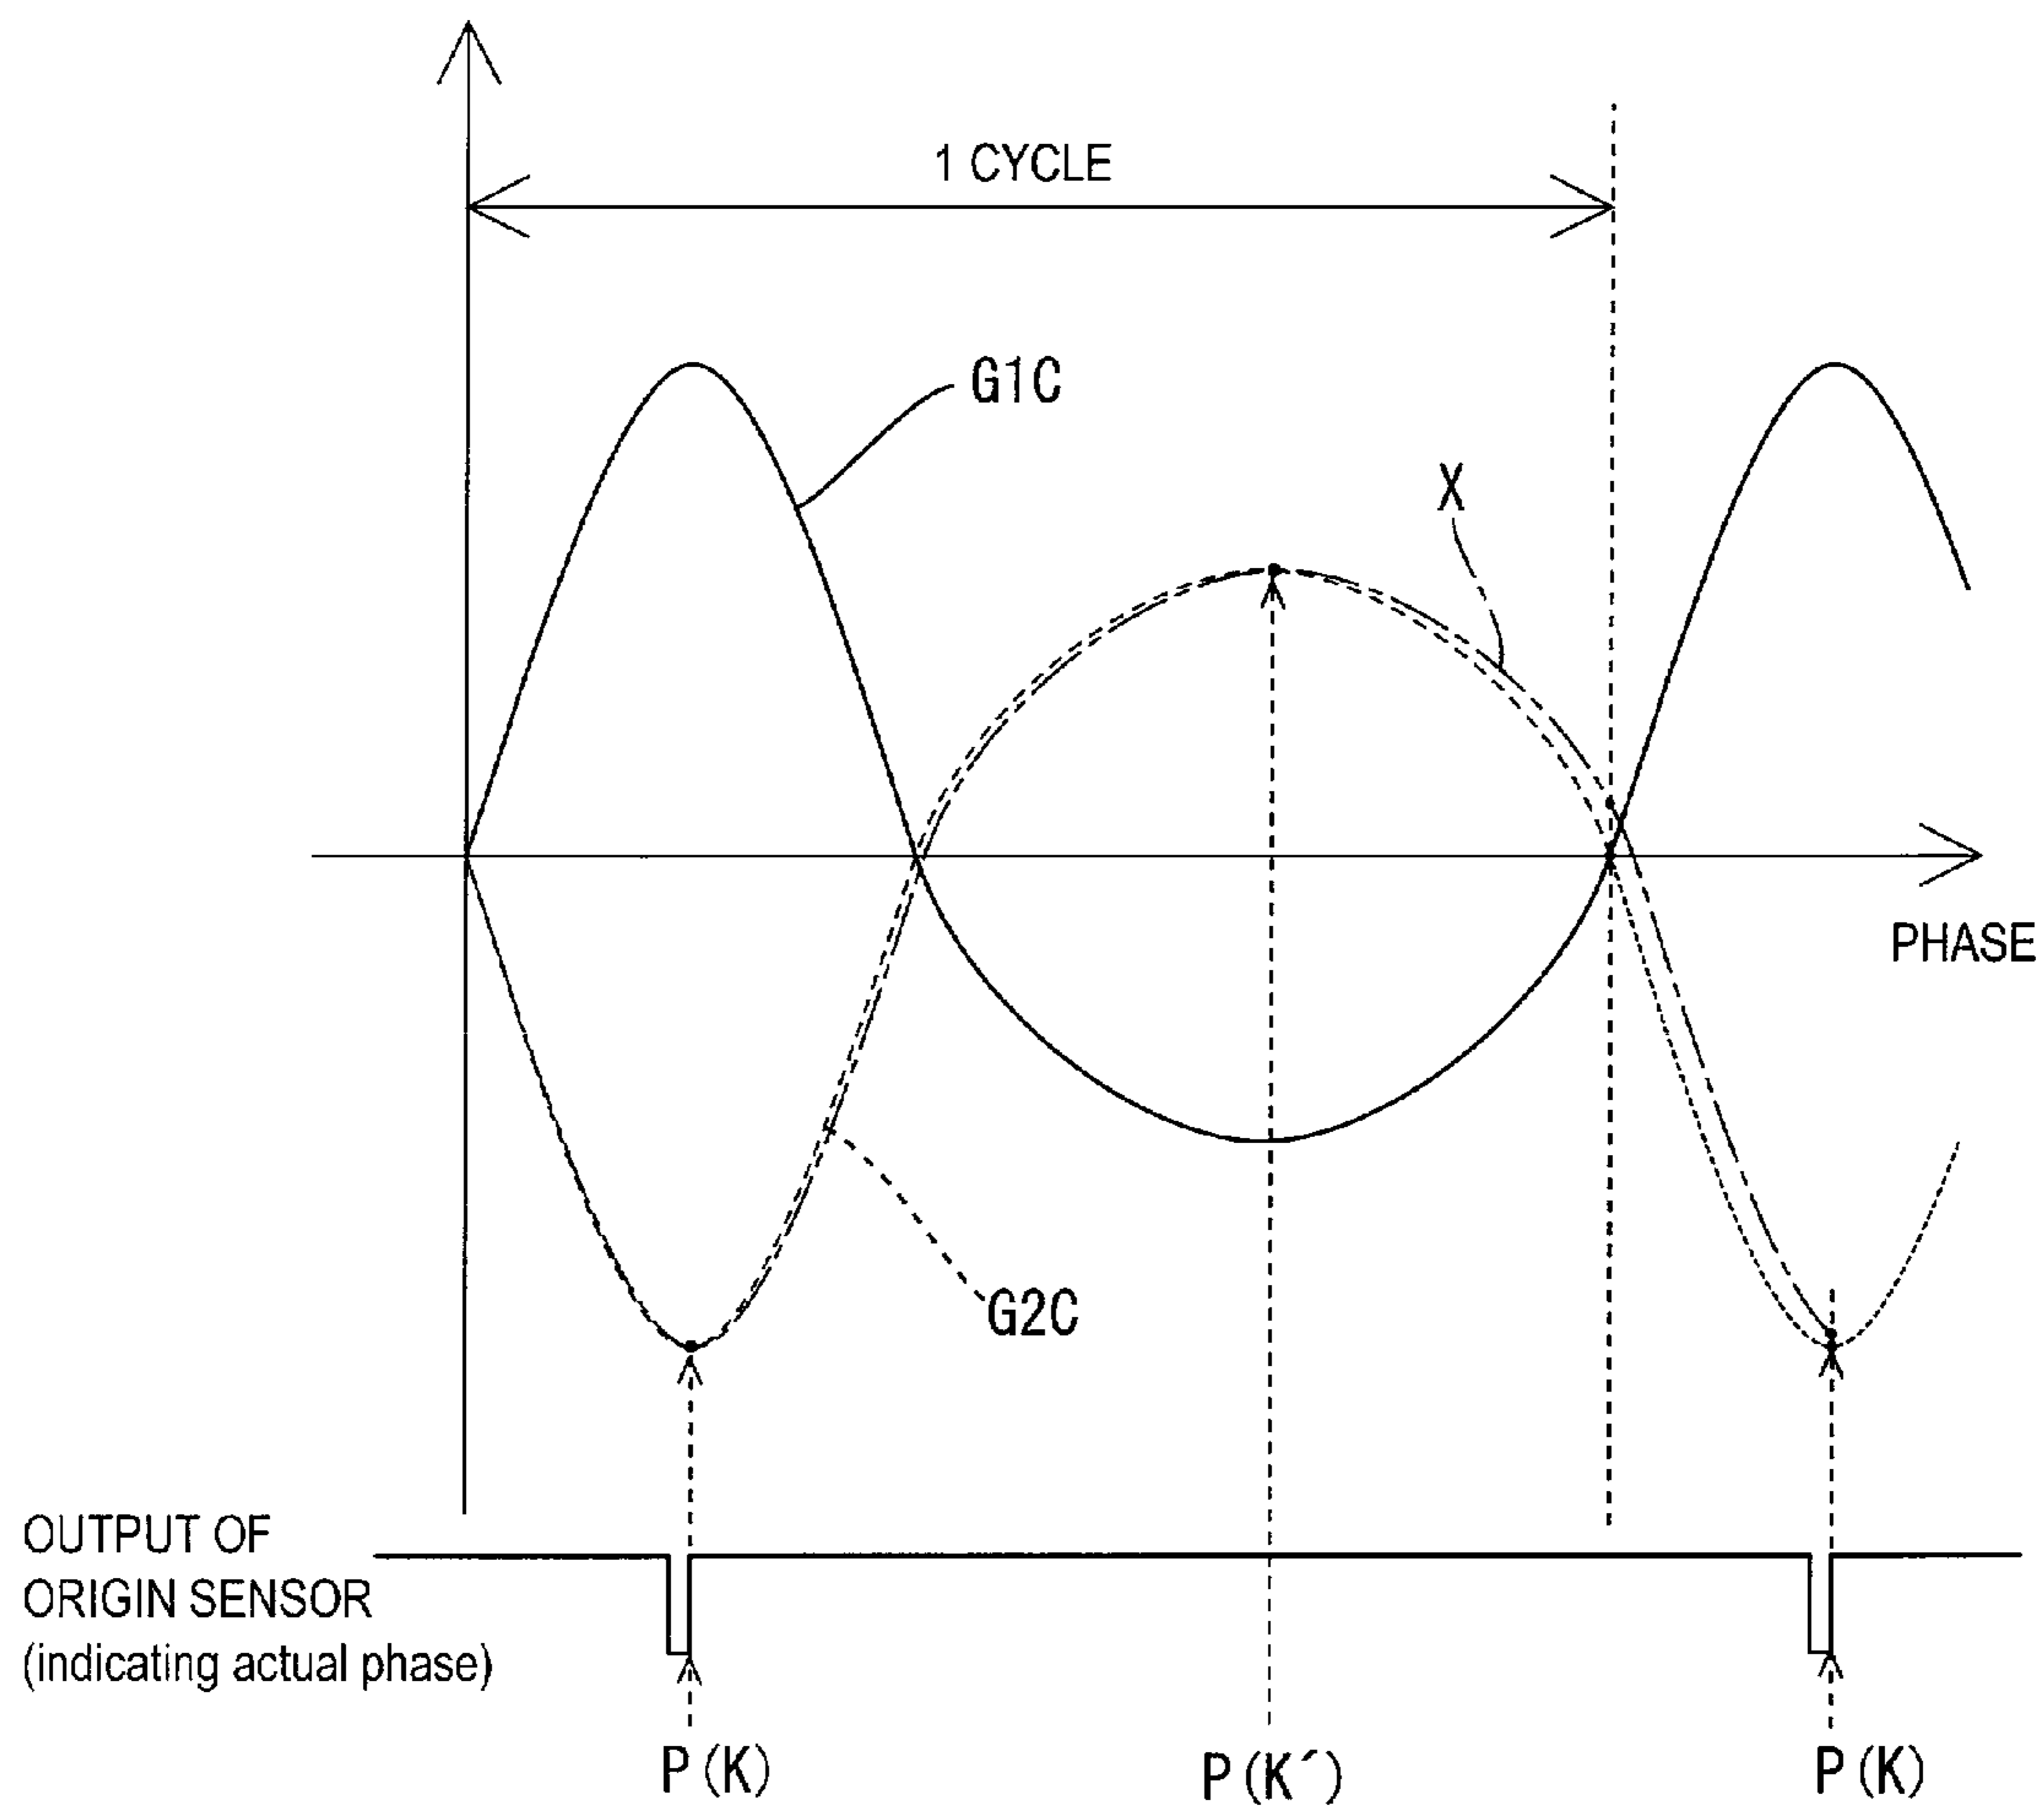 1 CYCLE
G1C
X
PHASE
G2C
OUTPUT OF
ORIGIN SENSOR
(indicating actual phase)
P(K)
P(K´)
P(K)